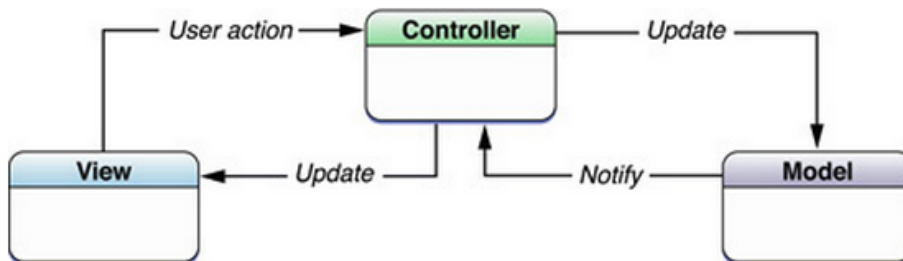 User action
Controller
Update
View
Update
Notify
Model